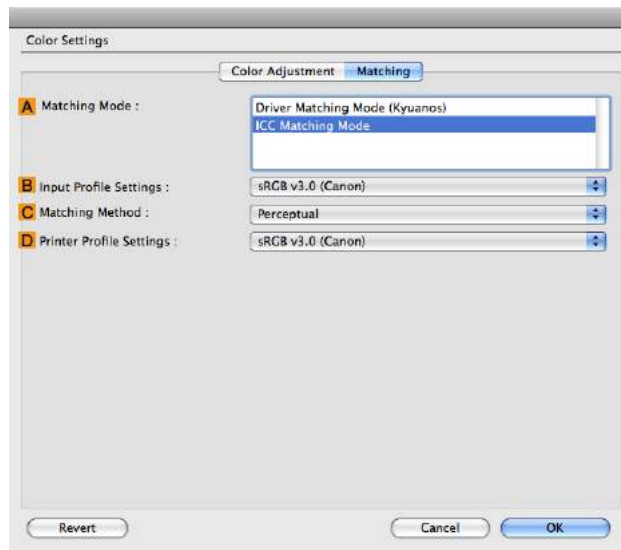 Color Settings
Color Adjustment Matching
A Matching Mode :
Driver Matching Mode (Kyuanos)
ICC Matching Mode
B Input Profile Settings : sRGB v3.0 (Canon)
C Matching Method : Perceptual
D Printer Profile Settings : sRGB v3.0 (Canon)
Revert Cancel OK